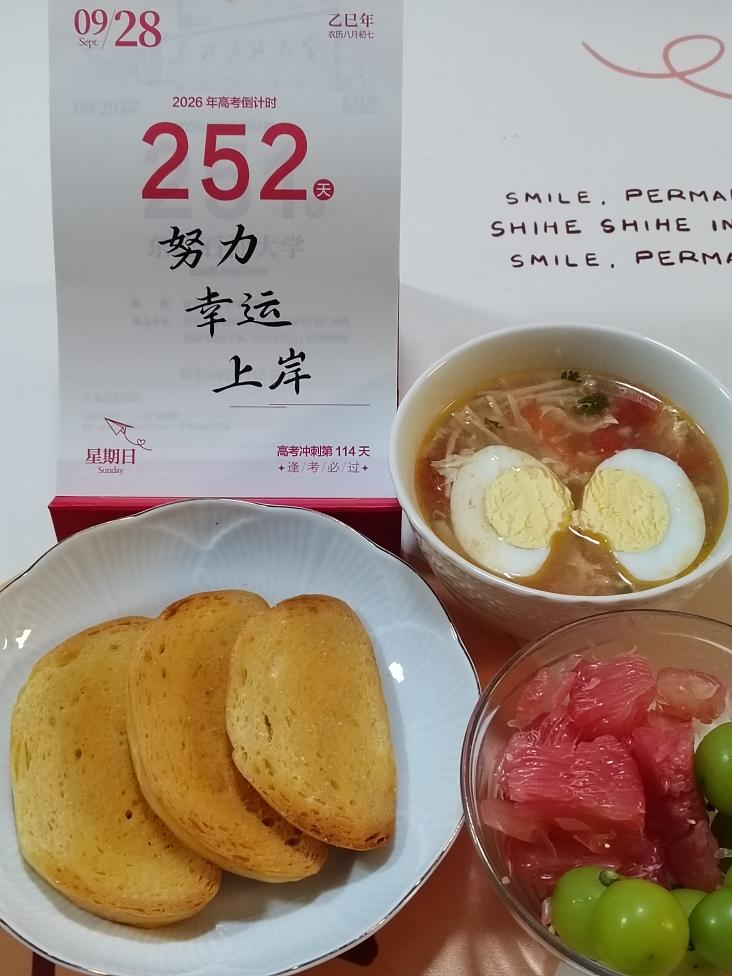 09/28
Sept.
乙巳年
农历八月初七
2026年高考倒计时
252天
努力
幸运
上岸
星期日
Sunday
高考冲刺第114天
逢/考/必/过
SMILE, PERMA
SHIHE SHIHE IN
SMILE, PERMA